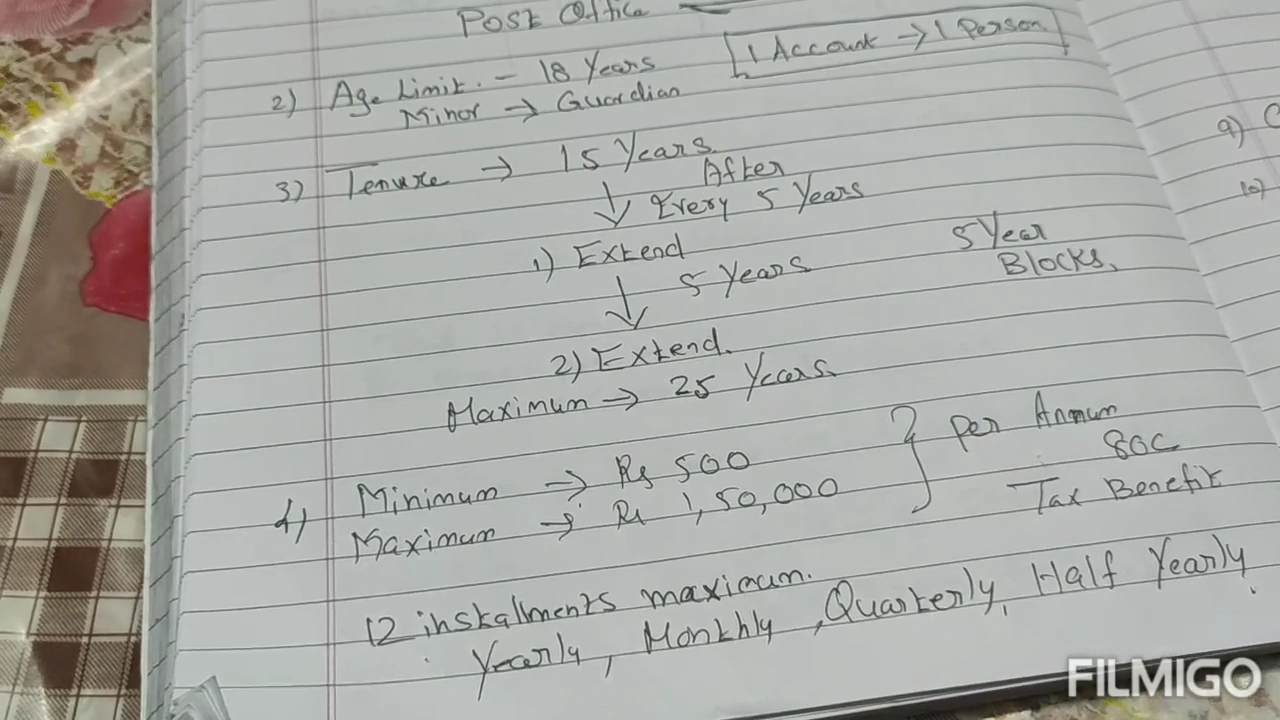 Post Office
1 Account → 1 Person
2) Age Limit. - 18 Years
Minor → Guardian
3) Tenure → 15 Years.
After
Every 5 Years
1) Extend
5 Years
5 Year
Blocks.
2) Extend.
Maximum → 25 Years.
4) Minimum → Rs 500
Maximum → Rs 1,50,000
} per Annum
80C
Tax Benefit
12 installments maximum.
Yearly, Monthly, Quarterly, Half Yearly.
9)
10)
FILMIGO